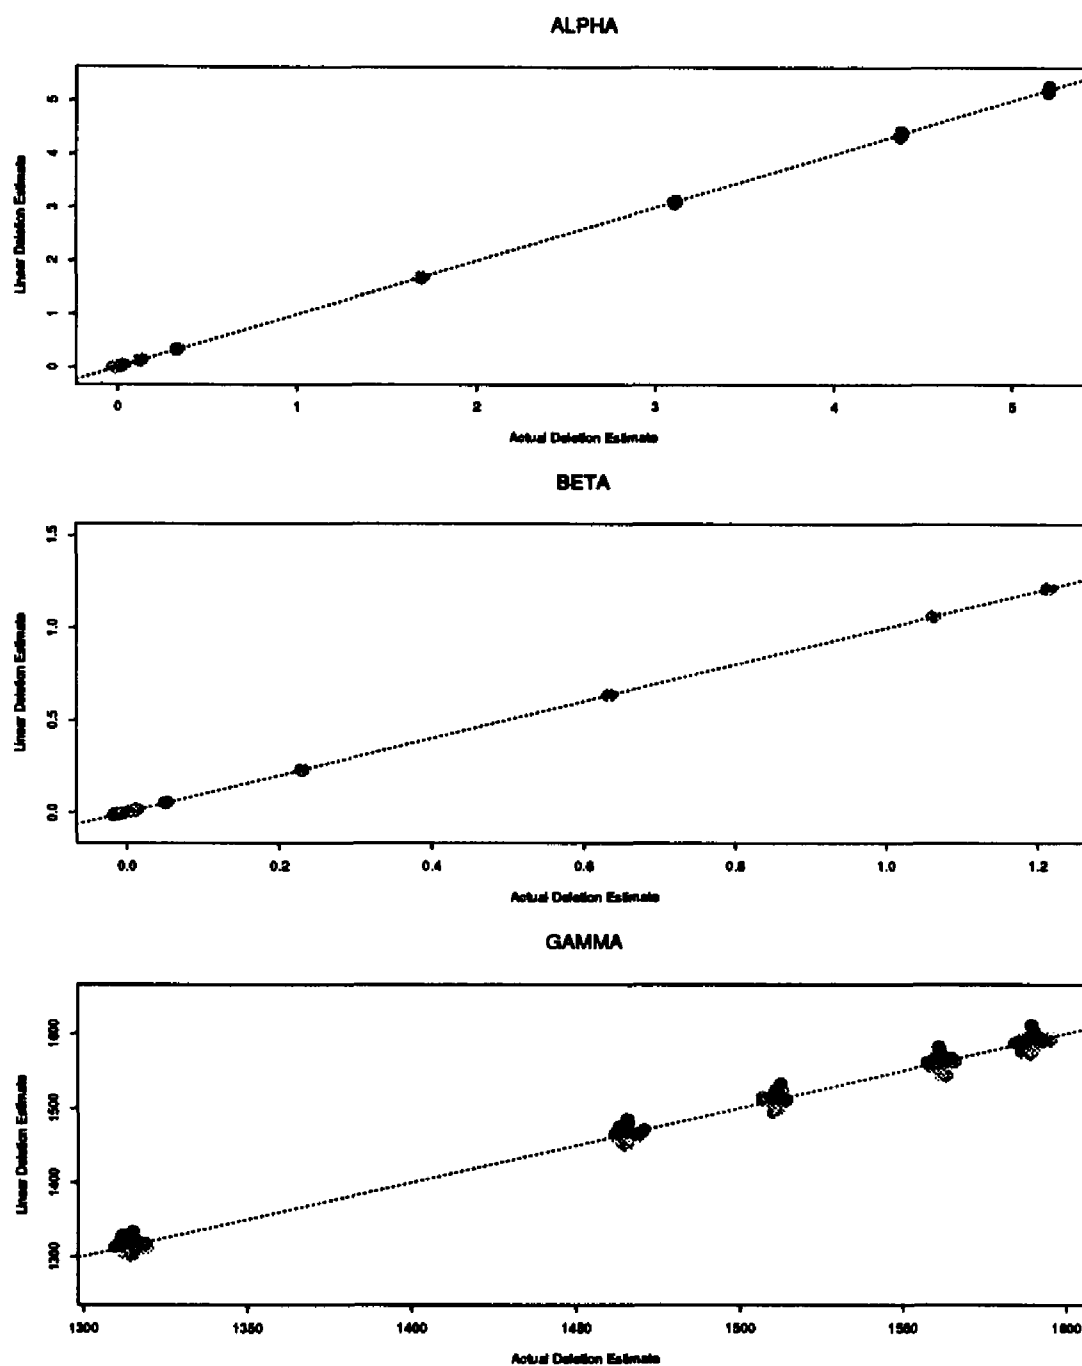 ALPHA
Linear Deletion Estimate
5
4
3
2
1
0
0 1 2 3 4 5
Actual Deletion Estimate
BETA
Linear Deletion Estimate
1.5
1.0
0.5
0.0
0.0 0.2 0.4 0.6 0.8 1.0 1.2
Actual Deletion Estimate
GAMMA
Linear Deletion Estimate
1600
1500
1400
1300
1300 1350 1400 1450 1500 1550 1600
Actual Deletion Estimate